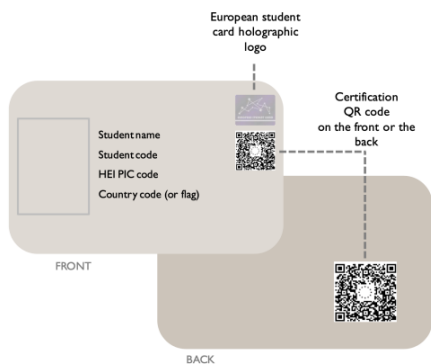 European student
card holographic
logo
Certification
QR code
on the front or the
back
Student name
Student code
HEI PIC code
Country code (or flag)
FRONT
BACK